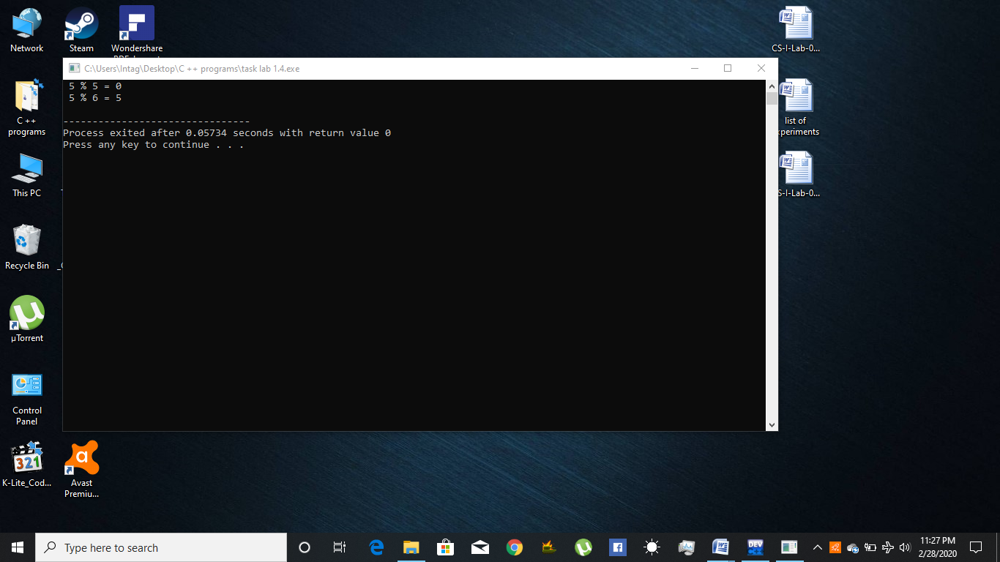 Network
Steam
Wondershare
C:\Users\Intag\Desktop\C ++ programs\task lab 1.4.exe
5 % 5 = 0
5 % 6 = 5
--------------------------------
Process exited after 0.05734 seconds with return value 0
Press any key to continue . . .
C ++
programs
This PC
Recycle Bin
µTorrent
Control
Panel
321
K-Lite_Cod...
a
Avast
Premiu...
CS-I-Lab-0...
list of
xperiments
S-I-Lab-0...
Type here to search
DEV
11:27 PM
2/28/2020